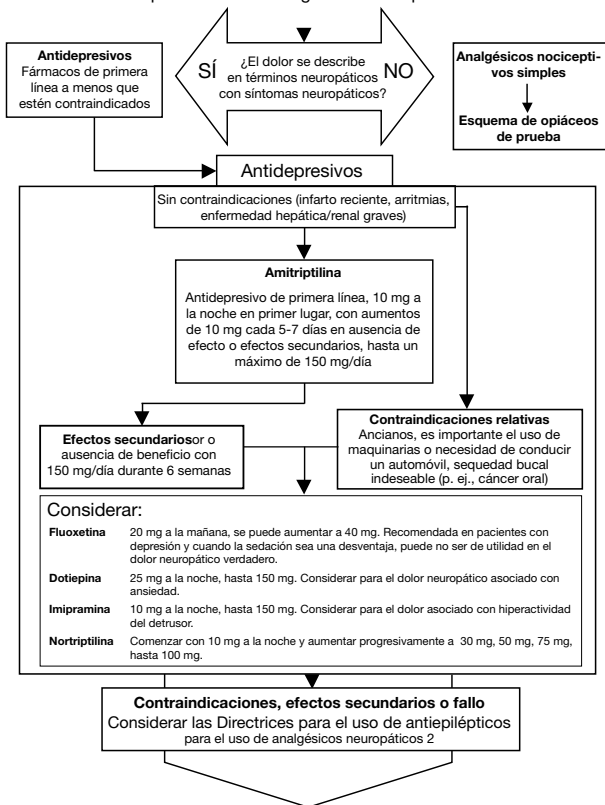 Antidepresivos
Fármacos de primera
línea a menos que
estén contraindicados
SÍ
¿El dolor se describe
en términos neuropáticos
con síntomas neuropáticos?
NO
Analgésicos nocicepti-
vos simples
Esquema de opiáceos
de prueba
Antidepresivos
Sin contraindicaciones (infarto reciente, arritmias,
enfermedad hepática/renal graves)
Amitriptilina
Antidepresivo de primera línea, 10 mg a
la noche en primer lugar, con aumentos
de 10 mg cada 5-7 días en ausencia de
efecto o efectos secundarios, hasta un
máximo de 150 mg/día
Efectos secundariosor o
ausencia de beneficio con
150 mg/día durante 6 semanas
Contraindicaciones relativas
Ancianos, es importante el uso de
maquinarias o necesidad de conducir
un automóvil, sequedad bucal
indeseable (p. ej., cáncer oral)
Considerar:
Fluoxetina 20 mg a la mañana, se puede aumentar a 40 mg. Recomendada en pacientes con
depresión y cuando la sedación sea una desventaja, puede no ser de utilidad en el
dolor neuropático verdadero.
Dotiepina 25 mg a la noche, hasta 150 mg. Considerar para el dolor neuropático asociado con
ansiedad.
Imipramina 10 mg a la noche, hasta 150 mg. Considerar para el dolor asociado con hiperactividad
del detrusor.
Nortriptilina Comenzar con 10 mg a la noche y aumentar progresivamente a 30 mg, 50 mg, 75 mg,
hasta 100 mg.
Contraindicaciones, efectos secundarios o fallo
Considerar las Directrices para el uso de antiepilépticos
para el uso de analgésicos neuropáticos 2